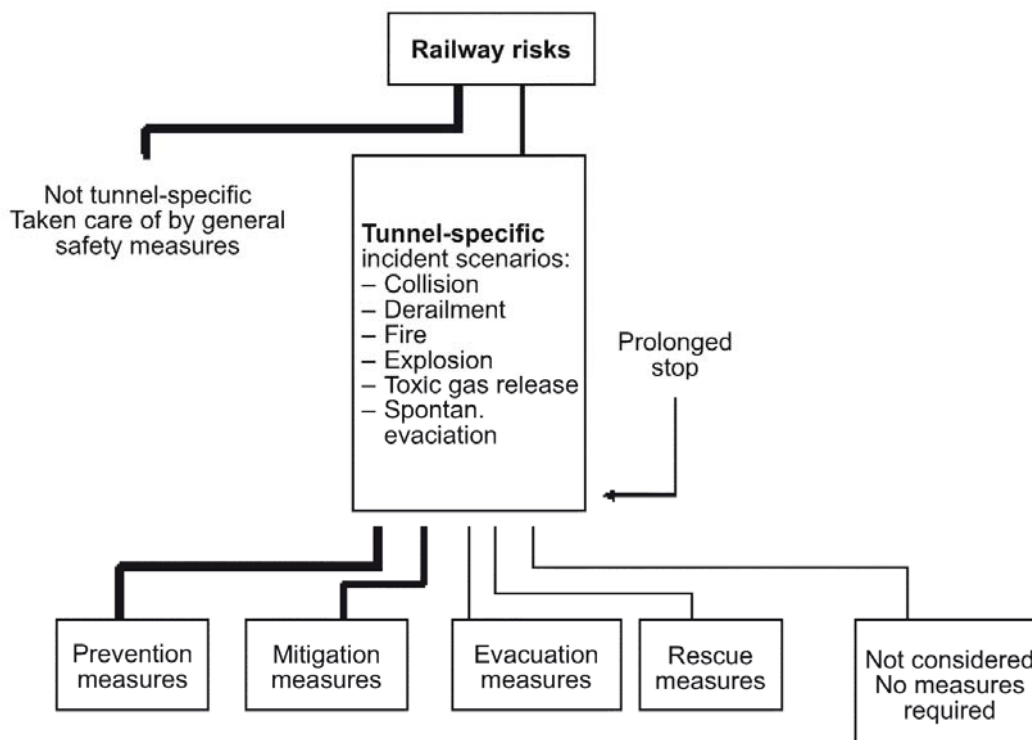 Railway risks
Not tunnel-specific
Taken care of by general
safety measures
Tunnel-specific
incident scenarios:
– Collision
– Derailment
– Fire
– Explosion
– Toxic gas release
– Spontan.
evaciation
Prolonged
stop
Prevention
measures
Mitigation
measures
Evacuation
measures
Rescue
measures
Not considered
No measures
required